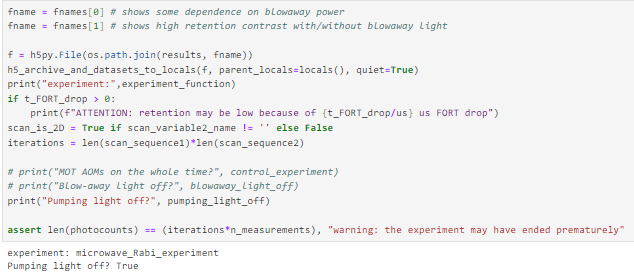 fname = fnames[0] # shows some dependence on blowaway power
fname = fnames[1] # shows high retention contrast with/without blowaway light
f = h5py.File(os.path.join(results, fname))
h5_archive_and_datasets_to_locals(f, parent_locals=locals(), quiet=True)
print("experiment:",experiment_function)
if t_FORT_drop > 0:
    print(f"ATTENTION: retention may be low because of {t_FORT_drop/us} us FORT drop")
scan_is_2D = True if scan_variable2_name != '' else False
iterations = len(scan_sequence1)*len(scan_sequence2)
# print("MOT AOMs on the whole time?", control_experiment)
# print("Blow-away light off?", blowaway_light_off)
print("Pumping light off?", pumping_light_off)
assert len(photocounts) == (iterations*n_measurements), "warning: the experiment may have ended prematurely"
experiment: microwave_Rabi_experiment
Pumping light off? True